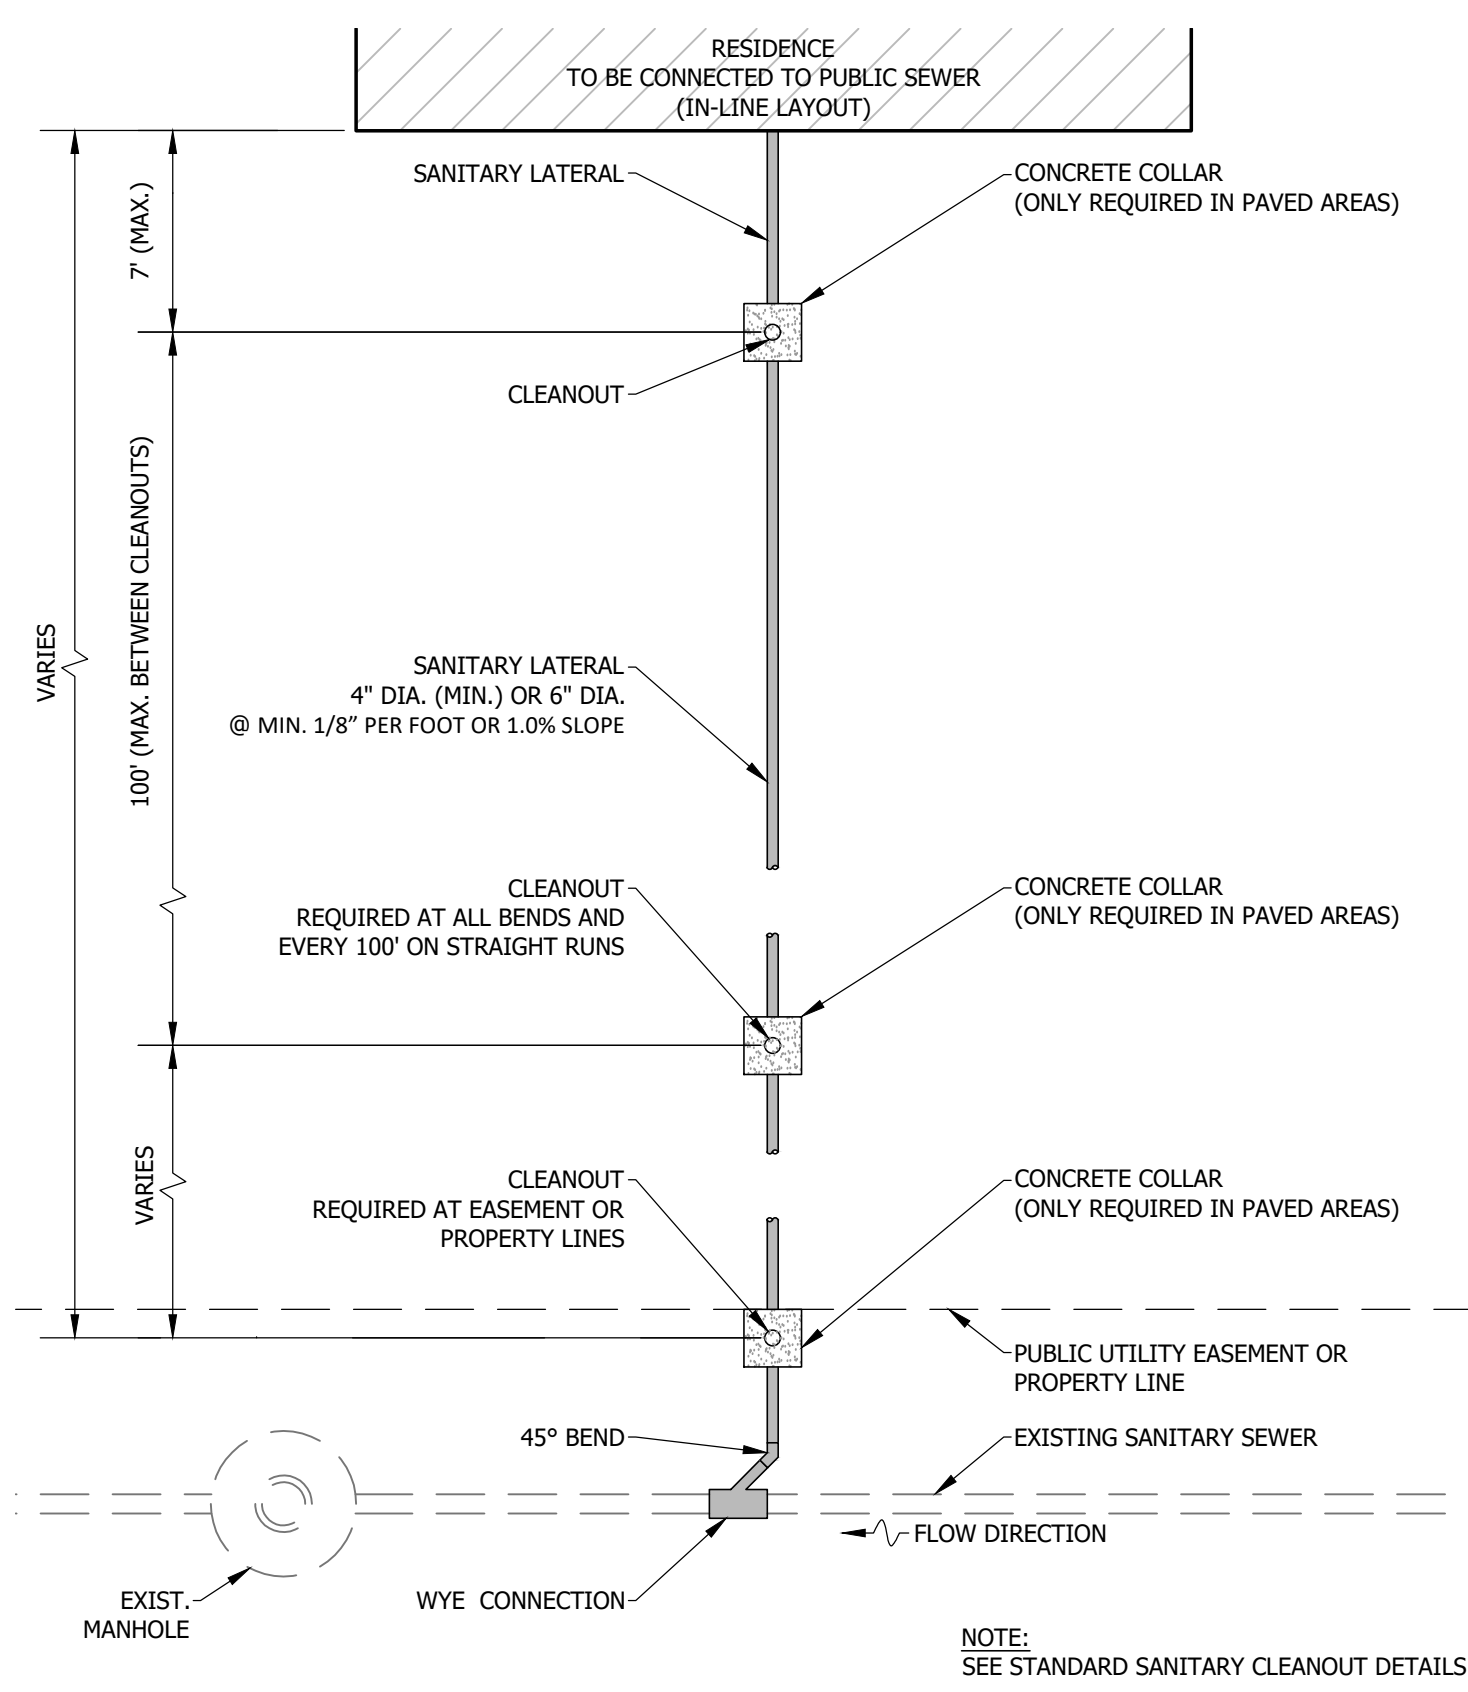 RESIDENCE
TO BE CONNECTED TO PUBLIC SEWER
(IN-LINE LAYOUT)
SANITARY LATERAL
CONCRETE COLLAR
(ONLY REQUIRED IN PAVED AREAS)
7' (MAX.)
CLEANOUT
100' (MAX. BETWEEN CLEANOUTS)
VARIES
SANITARY LATERAL
4" DIA. (MIN.) OR 6" DIA.
@ MIN. 1/8” PER FOOT OR 1.0% SLOPE
CLEANOUT
REQUIRED AT ALL BENDS AND
EVERY 100' ON STRAIGHT RUNS
CONCRETE COLLAR
(ONLY REQUIRED IN PAVED AREAS)
VARIES
CLEANOUT
REQUIRED AT EASEMENT OR
PROPERTY LINES
CONCRETE COLLAR
(ONLY REQUIRED IN PAVED AREAS)
PUBLIC UTILITY EASEMENT OR
PROPERTY LINE
45° BEND
EXISTING SANITARY SEWER
FLOW DIRECTION
EXIST.
MANHOLE
WYE CONNECTION
NOTE:
SEE STANDARD SANITARY CLEANOUT DETAILS